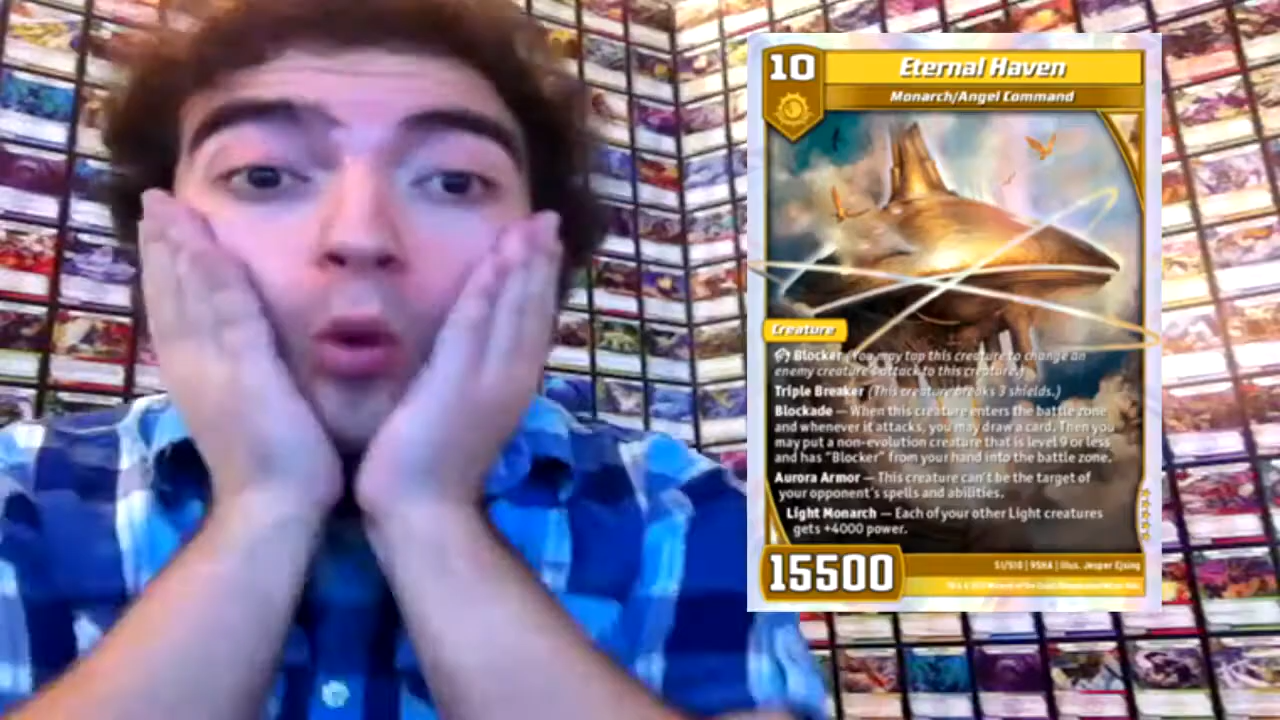 10
Eternal Haven
Monarch/Angel Command
Creature
Blocker (You may tap this creature to change an
enemy creature's attack to this creature.)
Triple Breaker (This creature breaks 3 shields.)
Blockade — When this creature enters the battle zone
and whenever it attacks, you may draw a card. Then you
may put a non-evolution creature that is level 9 or less
and has "Blocker" from your hand into the battle zone.
Aurora Armor — This creature can't be the target of
your opponent's spells and abilities.
Light Monarch — Each of your other Light creatures
gets +4000 power.
15500
S1/S10 | 9SHA | Illus. Jesper Ejsing